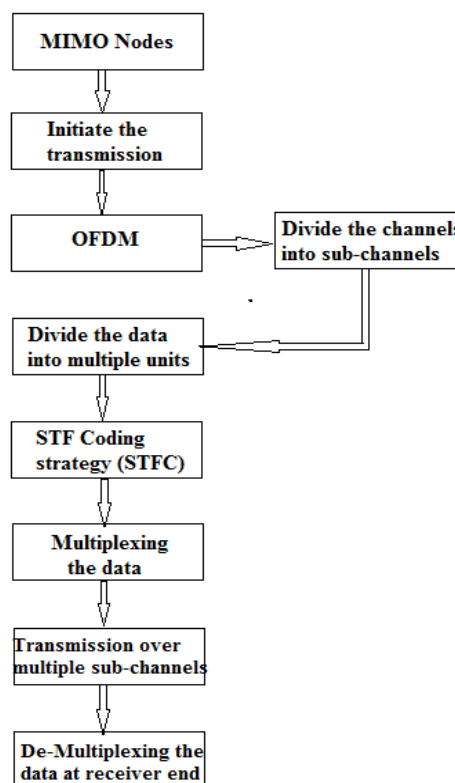 MIMO Nodes
Initiate the
transmission
OFDM
Divide the channels
into sub-channels
Divide the data
into multiple units
STF Coding
strategy (STFC)
Multiplexing
the data
Transmission over
multiple sub-channels
De-Multiplexing the
data at receiver end